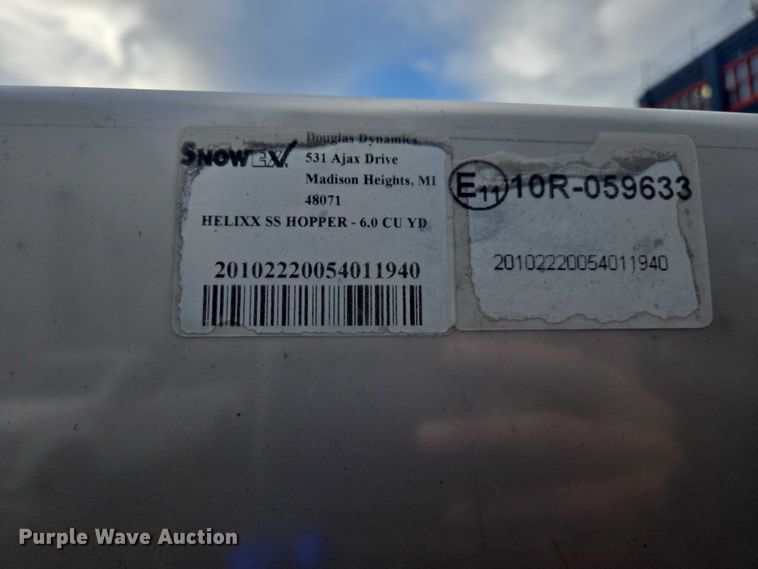 SNOWEX
Douglas Dynamics
531 Ajax Drive
Madison Heights, MI
48071
HELIXX SS HOPPER - 6.0 CU YD
20102220054011940
E11 10R-059633
20102220054011940
Purple Wave Auction